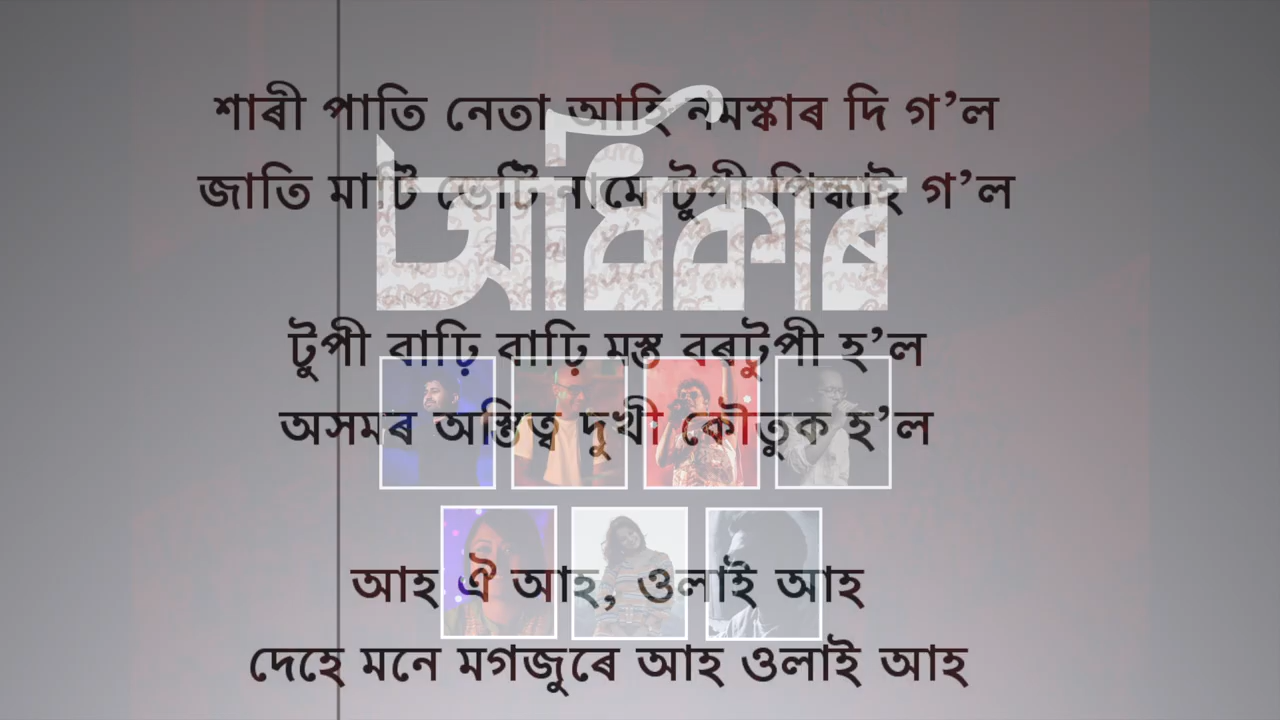 শাৰী পাতি নেতা আহি নমস্কাৰ দি গ’ল
জাতি মাটি ভেটি নামে টুপী পিন্ধাই গ’ল
অধিকাৰ
টুপী বাঢ়ি বাঢ়ি মস্ত বৰটুপী হ’ল
অসমৰ অস্তিত্ব দুখী কৌতুক হ’ল
আহ ঐ আহ, ওলাই আহ
দেহে মনে মগজুৰে আহ ওলাই আহ